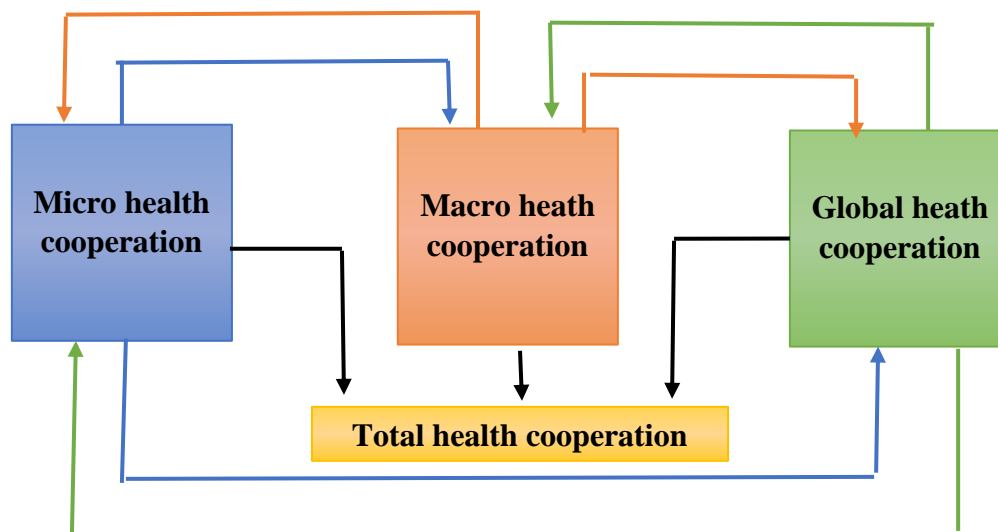 Micro health
cooperation
Macro heath
cooperation
Global heath
cooperation
Total health cooperation